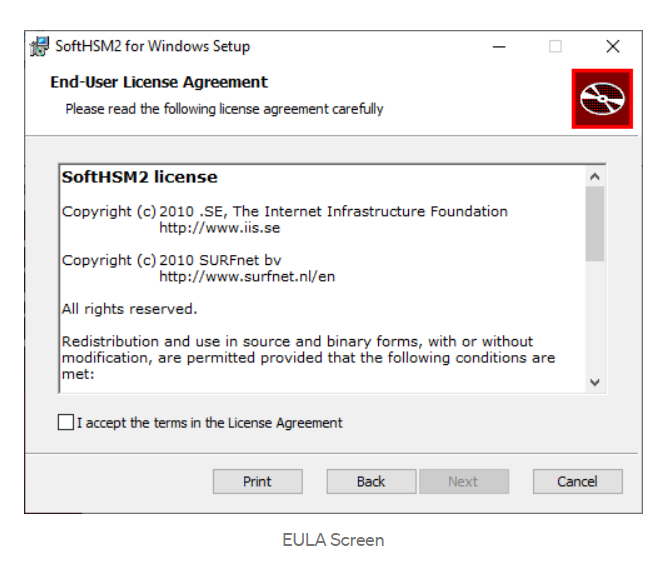 SoftHSM2 for Windows Setup
End-User License Agreement
Please read the following license agreement carefully
SoftHSM2 license
Copyright (c) 2010 .SE, The Internet Infrastructure Foundation
http://www.iis.se
Copyright (c) 2010 SURFnet bv
http://www.surfnet.nl/en
All rights reserved.
Redistribution and use in source and binary forms, with or without
modification, are permitted provided that the following conditions are
met:
I accept the terms in the License Agreement
Print Back Next Cancel
EULA Screen